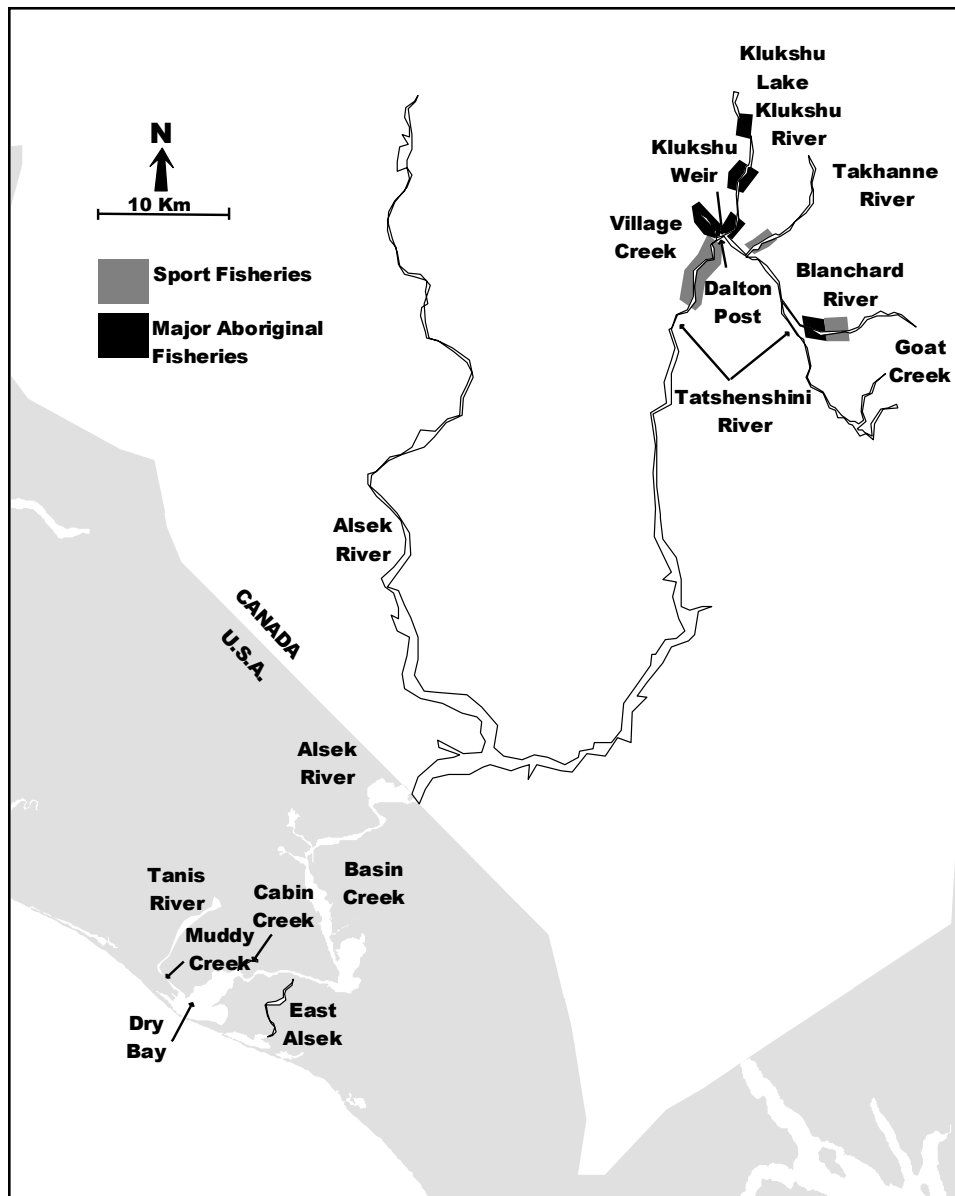 Klukshu
Lake
Klukshu
River
Klukshu
Weir
Takhanne
River
Village
Creek
Dalton
Post
Blanchard
River
Goat
Creek
Tatshenshini
River
N
10 Km
Sport Fisheries
Major Aboriginal
Fisheries
Alsek
River
CANADA
U.S.A.
Alsek
River
Basin
Creek
Tanis
River
Cabin
Creek
Muddy
Creek
East
Alsek
Dry
Bay